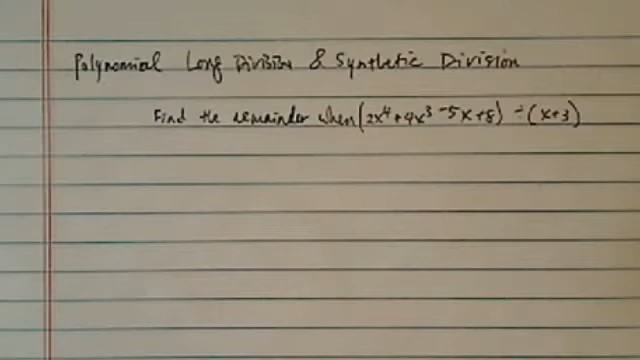 Polynomial Long Division & Synthetic Division
Find the remainder when (2x⁴+4x³-5x+8) ÷ (x+3)